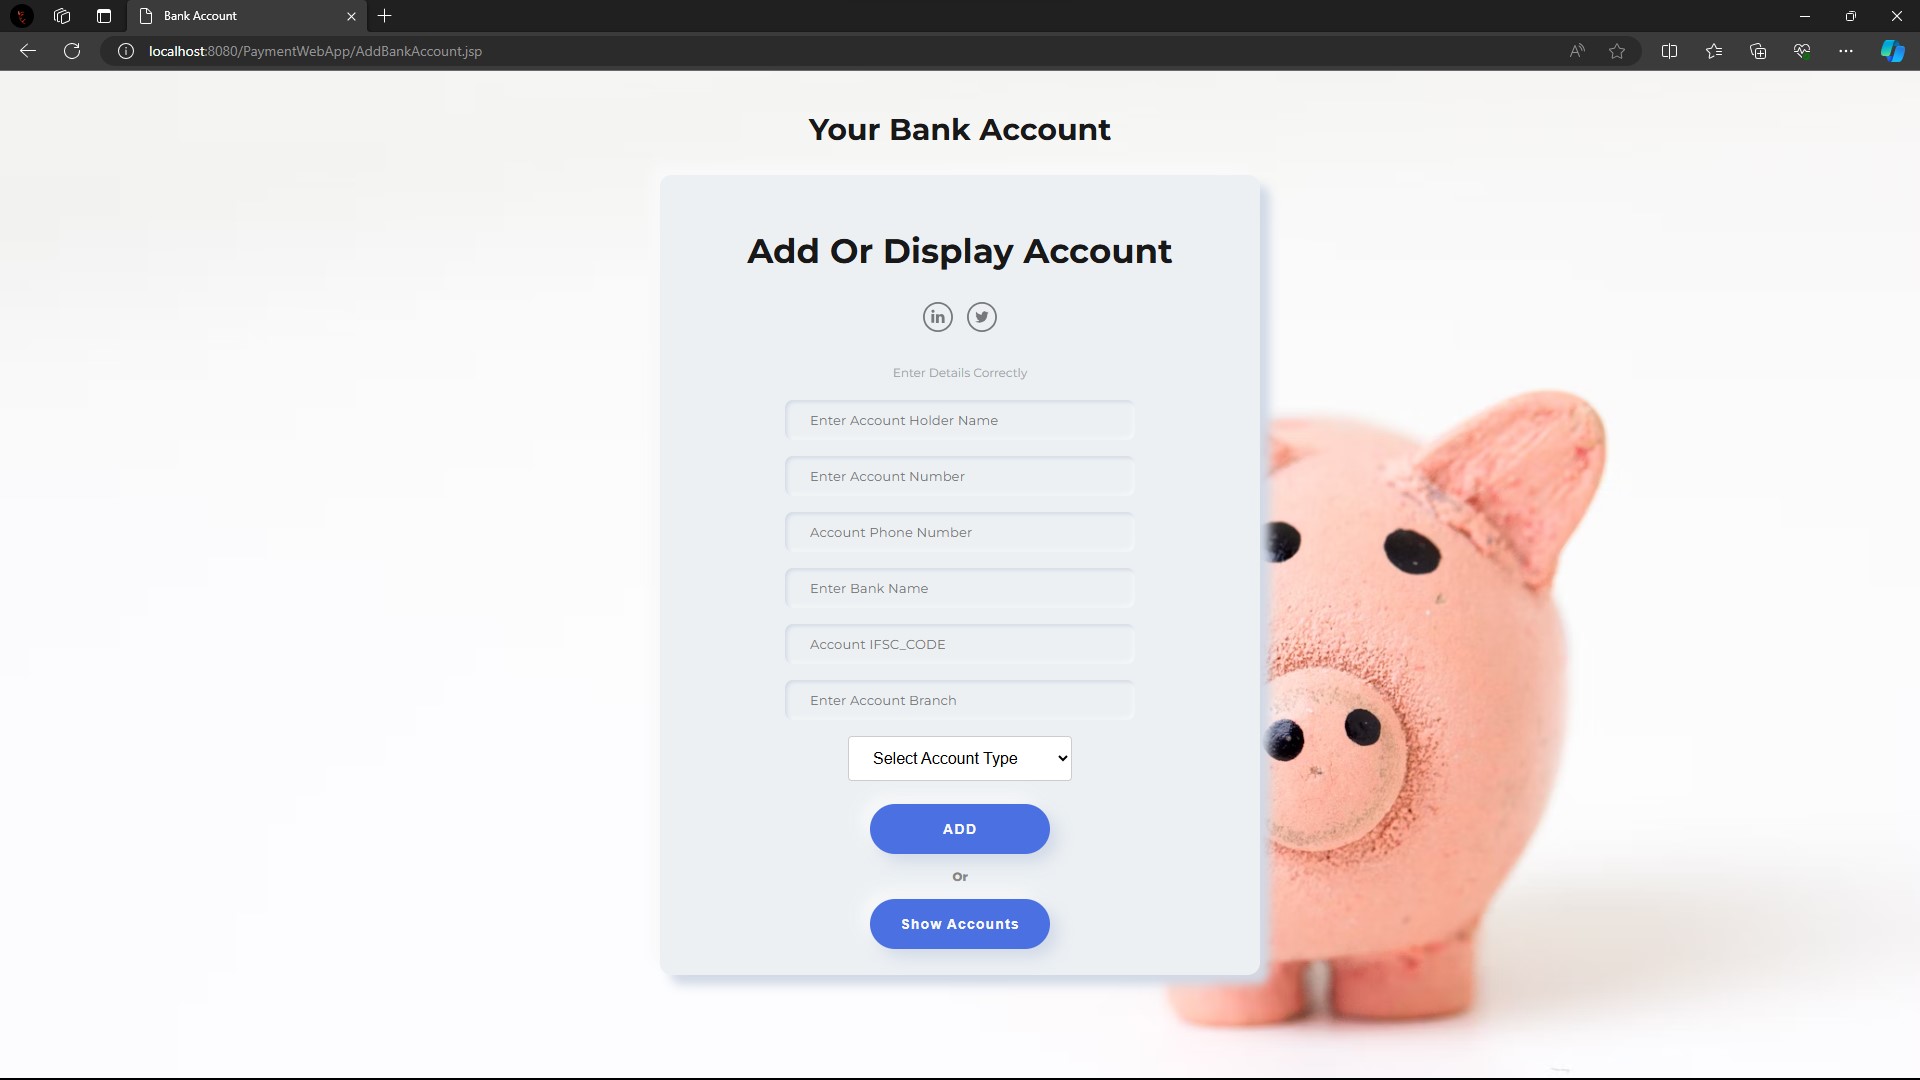 Bank Account
localhost:8080/PaymentWebApp/AddBankAccount.jsp
Your Bank Account
Add Or Display Account
in
Enter Details Correctly
Enter Account Holder Name
Enter Account Number
Account Phone Number
Enter Bank Name
Account IFSC_CODE
Enter Account Branch
Select Account Type
ADD
Or
Show Accounts